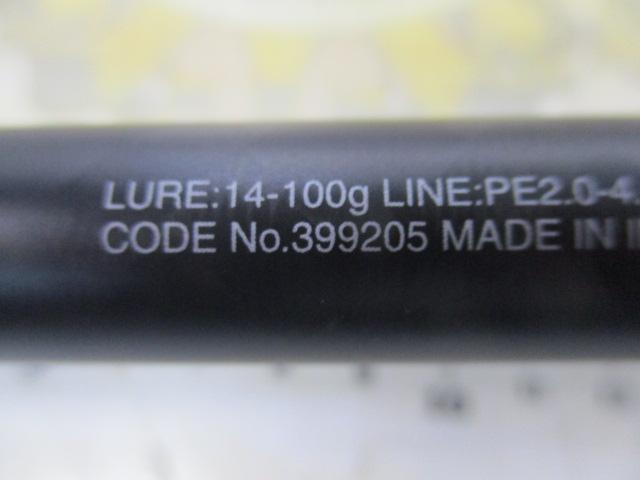 LURE:14-100g LINE:PE2.0-4.
CODE No.399205 MADE IN